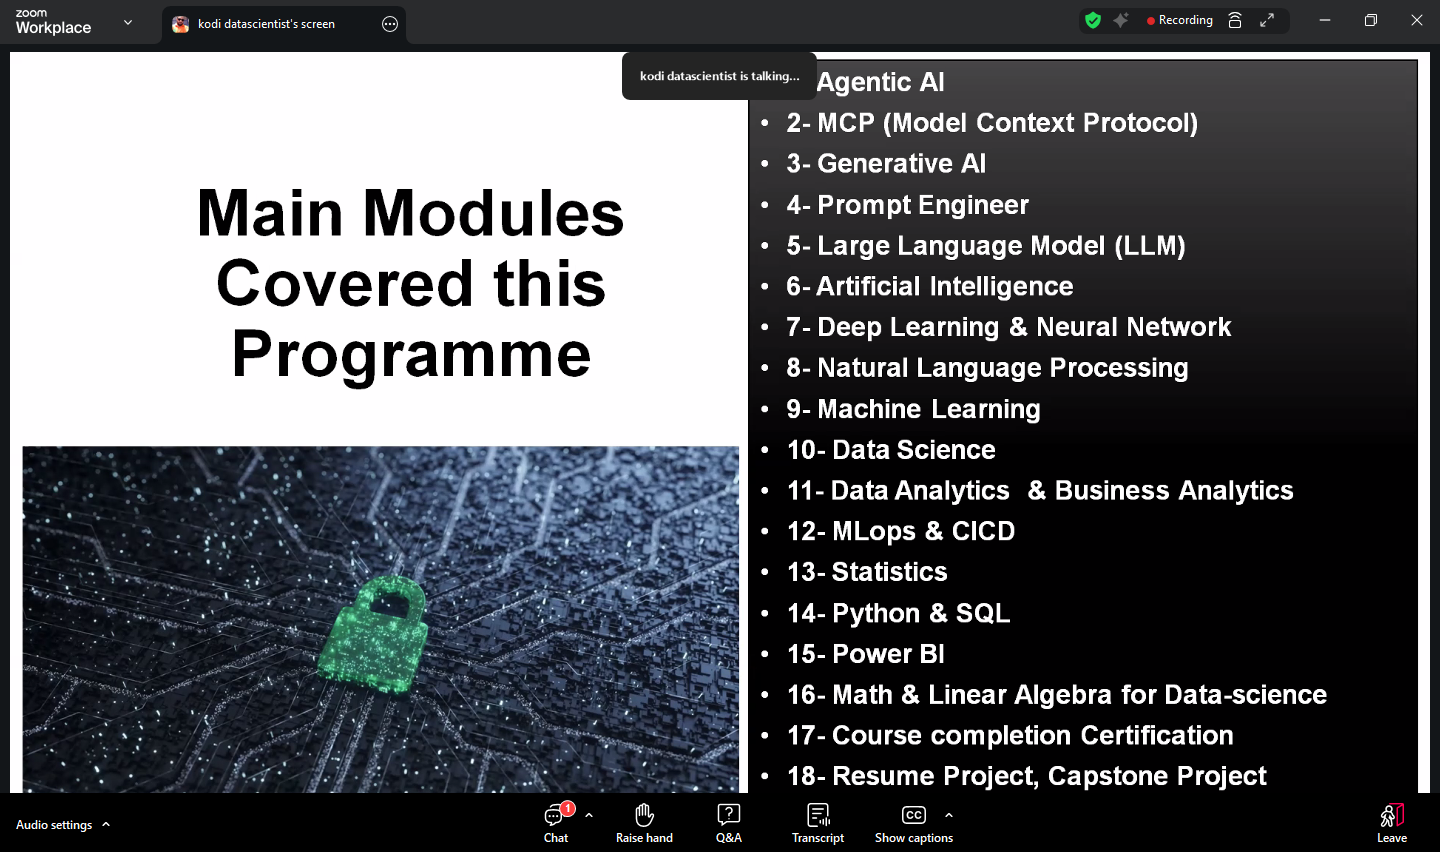 zoom
Workplace
kodi datascientist's screen
Recording
kodi datascientist is talking...
Main Modules
Covered this
Programme
Agentic AI
• 2- MCP (Model Context Protocol)
• 3- Generative AI
• 4- Prompt Engineer
• 5- Large Language Model (LLM)
• 6- Artificial Intelligence
• 7- Deep Learning & Neural Network
• 8- Natural Language Processing
• 9- Machine Learning
• 10- Data Science
• 11- Data Analytics & Business Analytics
• 12- MLops & CICD
• 13- Statistics
• 14- Python & SQL
• 15- Power BI
• 16- Math & Linear Algebra for Data-science
• 17- Course completion Certification
• 18- Resume Project, Capstone Project
Audio settings
1
Chat
Raise hand
Q&A
Transcript
CC
Show captions
Leave